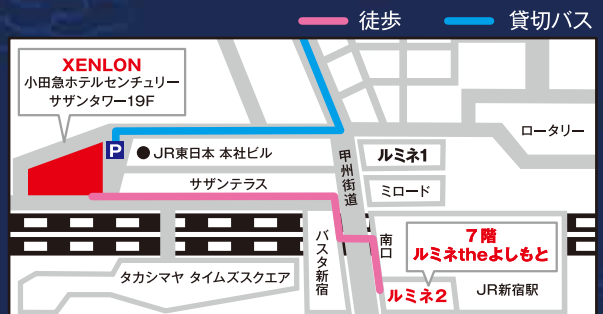 徒歩
貸切バス
XENLON
小田急ホテルセンチュリー
サザンタワー19F
P
JR東日本 本社ビル
サザンテラス
甲州街道
ルミネ1
ミロード
ロータリー
バスタ新宿
南口
7階
ルミネtheよしもと
ルミネ2
JR新宿駅
タカシマヤ タイムズスクエア